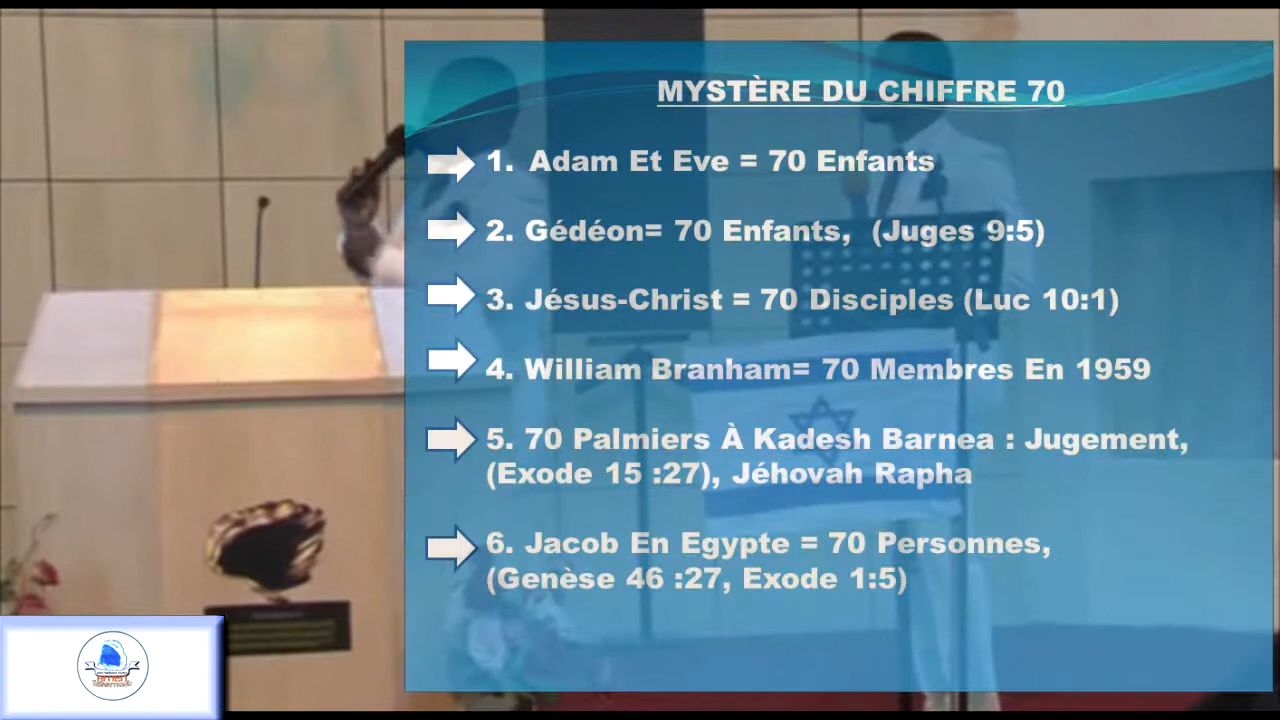 MYSTÈRE DU CHIFFRE 70
1. Adam Et Eve = 70 Enfants
2. Gédéon= 70 Enfants, (Juges 9:5)
3. Jésus-Christ = 70 Disciples (Luc 10:1)
4. William Branham= 70 Membres En 1959
5. 70 Palmiers À Kadesh Barnea : Jugement,
(Exode 15 :27), Jéhovah Rapha
6. Jacob En Egypte = 70 Personnes,
(Genèse 46 :27, Exode 1:5)